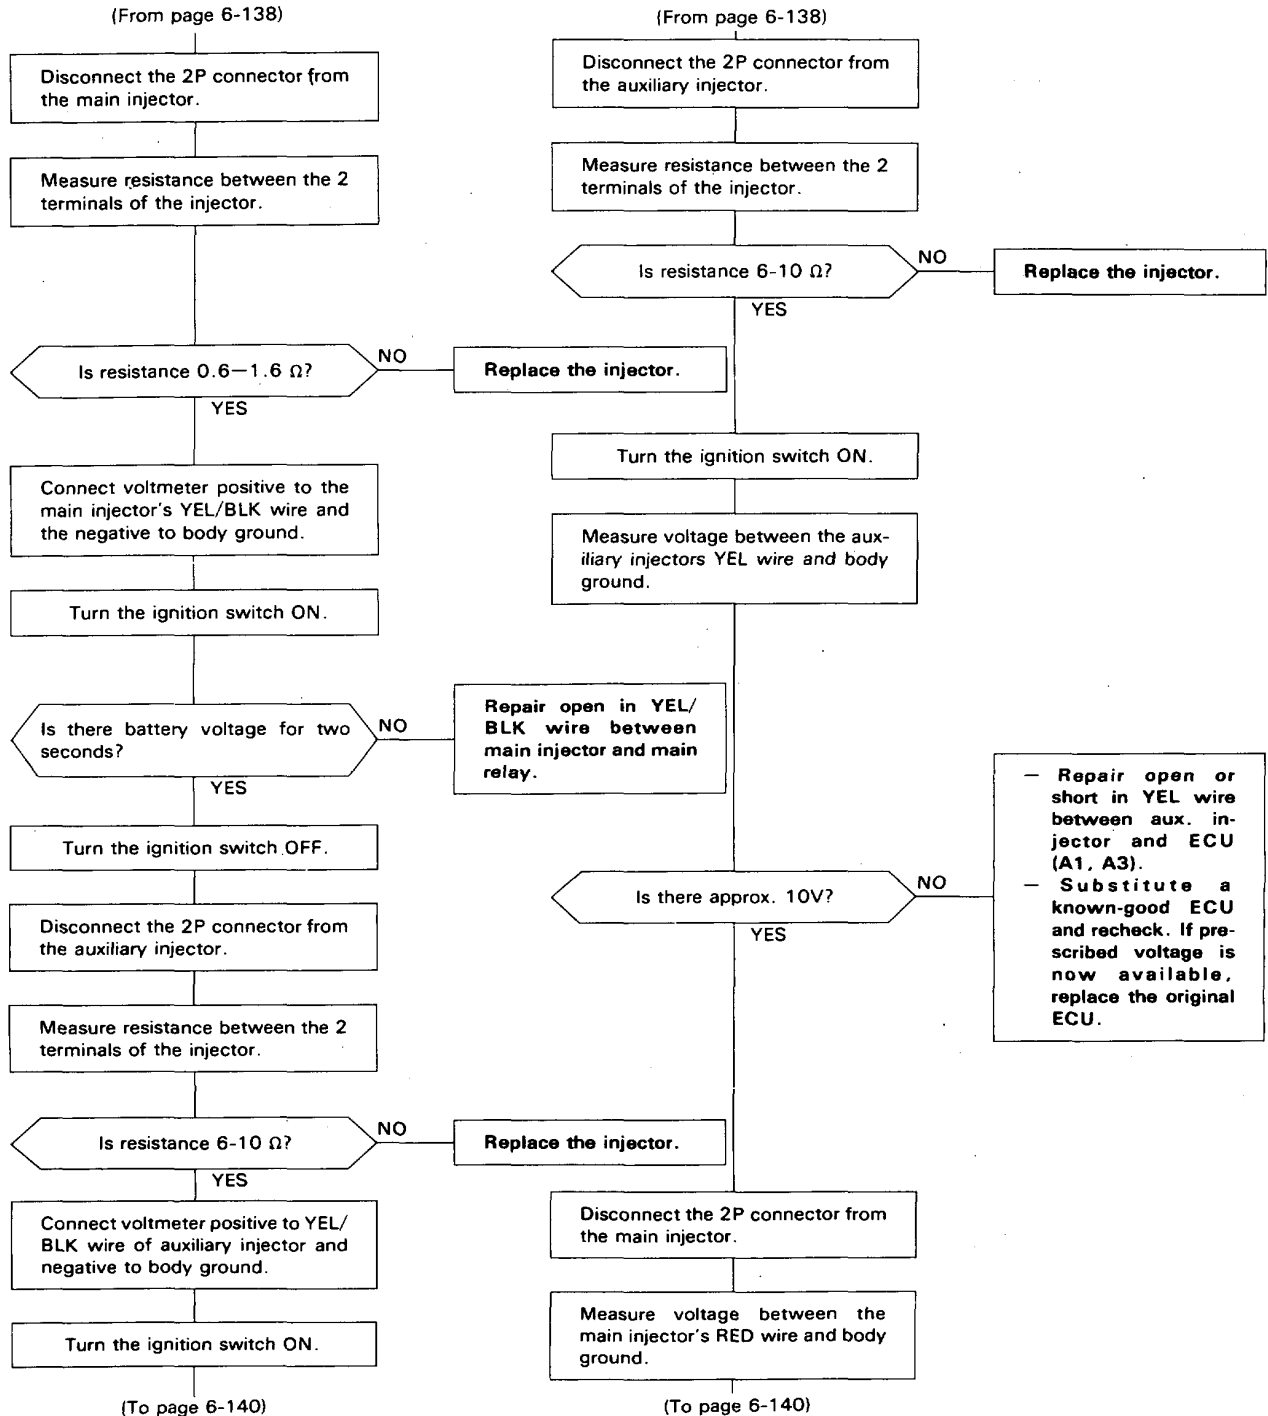 (From page 6-138)
Disconnect the 2P connector from
the main injector.
Measure resistance between the 2
terminals of the injector.
Is resistance 0.6—1.6 Ω?
NO
Replace the injector.
YES
Connect voltmeter positive to the
main injector's YEL/BLK wire and
the negative to body ground.
Turn the ignition switch ON.
Is there battery voltage for two
seconds?
NO
Repair open in YEL/
BLK wire between
main injector and main
relay.
YES
Turn the ignition switch OFF.
Disconnect the 2P connector from
the auxiliary injector.
Measure resistance between the 2
terminals of the injector.
Is resistance 6-10 Ω?
NO
Replace the injector.
YES
Connect voltmeter positive to YEL/
BLK wire of auxiliary injector and
negative to body ground.
Turn the ignition switch ON.
(To page 6-140)
(From page 6-138)
Disconnect the 2P connector from
the auxiliary injector.
Measure resistance between the 2
terminals of the injector.
Is resistance 6-10 Ω?
NO
Replace the injector.
YES
Turn the ignition switch ON.
Measure voltage between the aux-
iliary injectors YEL wire and body
ground.
Is there approx. 10V?
NO
— Repair open or
short in YEL wire
between aux. in-
jector and ECU
(A1, A3).
— Substitute a
known-good ECU
and recheck. If pre-
scribed voltage is
now available,
replace the original
ECU.
YES
Disconnect the 2P connector from
the main injector.
Measure voltage between the
main injector's RED wire and body
ground.
(To page 6-140)